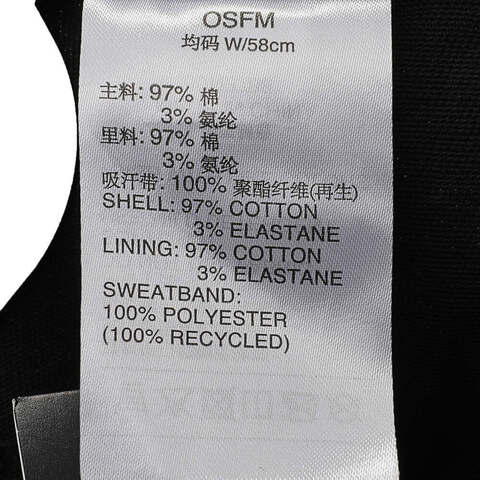 OSFM
均码 W/58cm
主料: 97% 棉
3% 氨纶
里料: 97% 棉
3% 氨纶
吸汗带: 100% 聚酯纤维(再生)
SHELL: 97% COTTON
3% ELASTANE
LINING: 97% COTTON
3% ELASTANE
SWEATBAND:
100% POLYESTER
(100% RECYCLED)